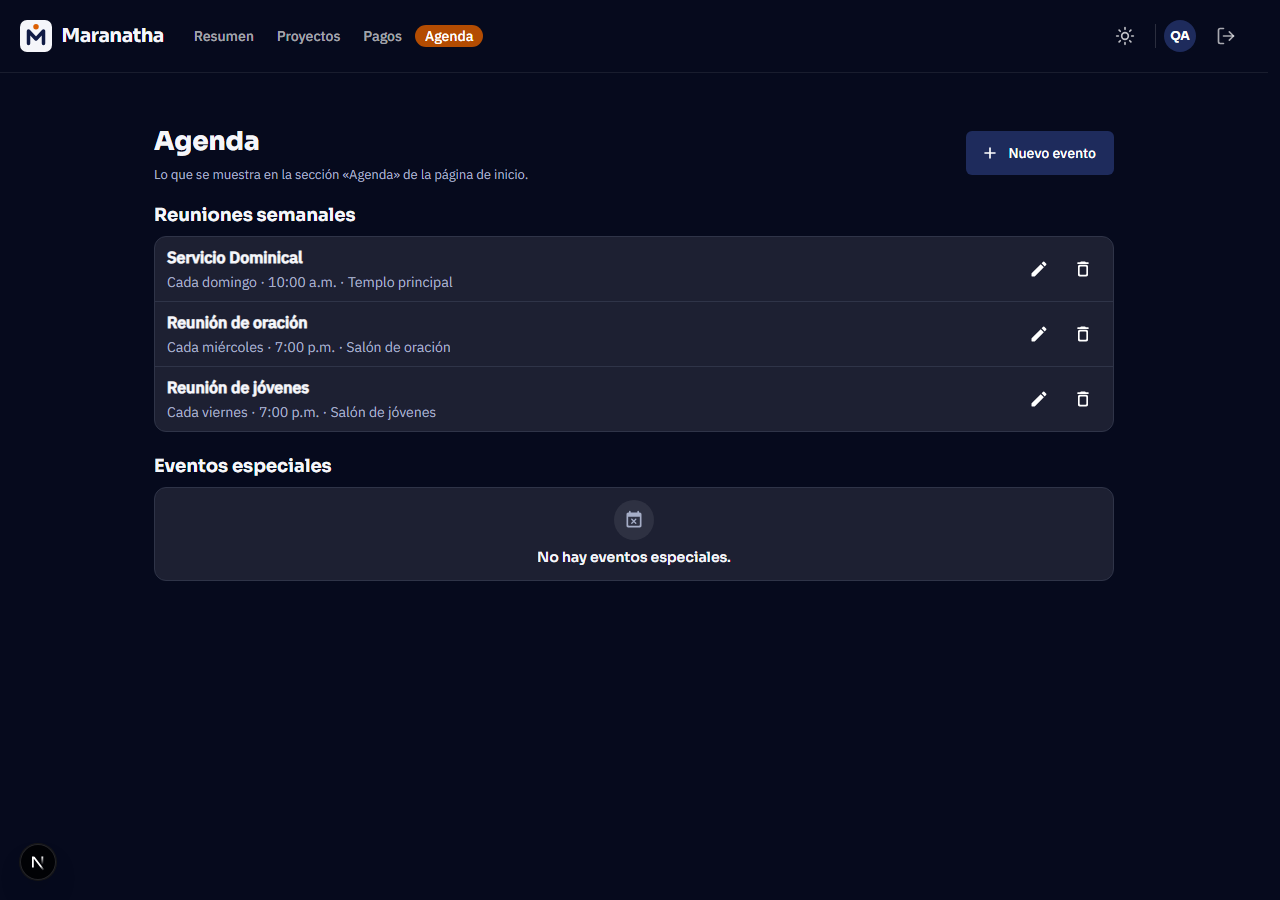 Maranatha
Resumen
Proyectos
Pagos
Agenda
QA
Agenda
Lo que se muestra en la sección «Agenda» de la página de inicio.
Nuevo evento
Reuniones semanales
Servicio Dominical
Cada domingo · 10:00 a.m. · Templo principal
Reunión de oración
Cada miércoles · 7:00 p.m. · Salón de oración
Reunión de jóvenes
Cada viernes · 7:00 p.m. · Salón de jóvenes
Eventos especiales
No hay eventos especiales.